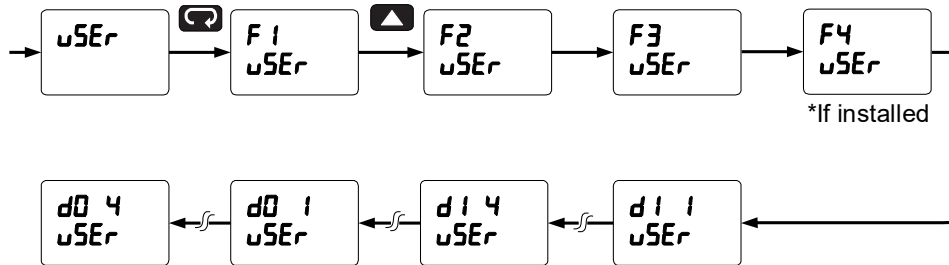 uSEr
F1
uSEr
F2
uSEr
F3
uSEr
F4
uSEr
*If installed
dO 4
uSEr
dO 1
uSEr
dI 4
uSEr
dI 1
uSEr